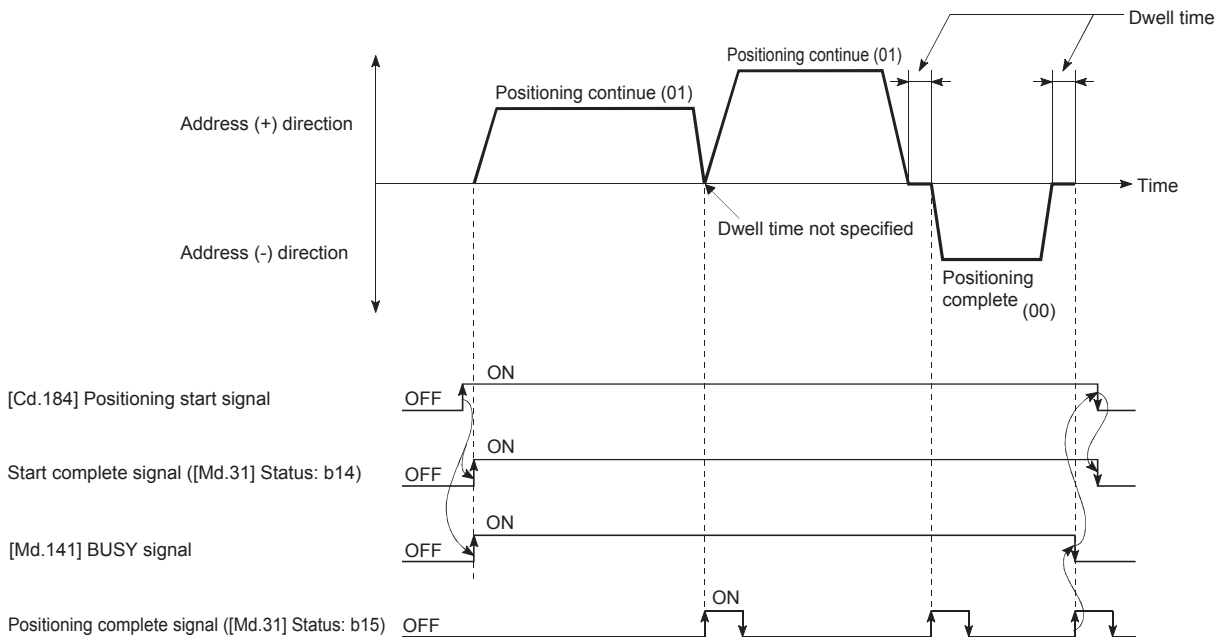 Dwell time
Positioning continue (01)
Positioning continue (01)
Address (+) direction
Time
Dwell time not specified
Address (-) direction
Positioning
complete (00)
ON
[Cd.184] Positioning start signal OFF
ON
Start complete signal ([Md.31] Status: b14) OFF
ON
[Md.141] BUSY signal OFF
ON
Positioning complete signal ([Md.31] Status: b15) OFF